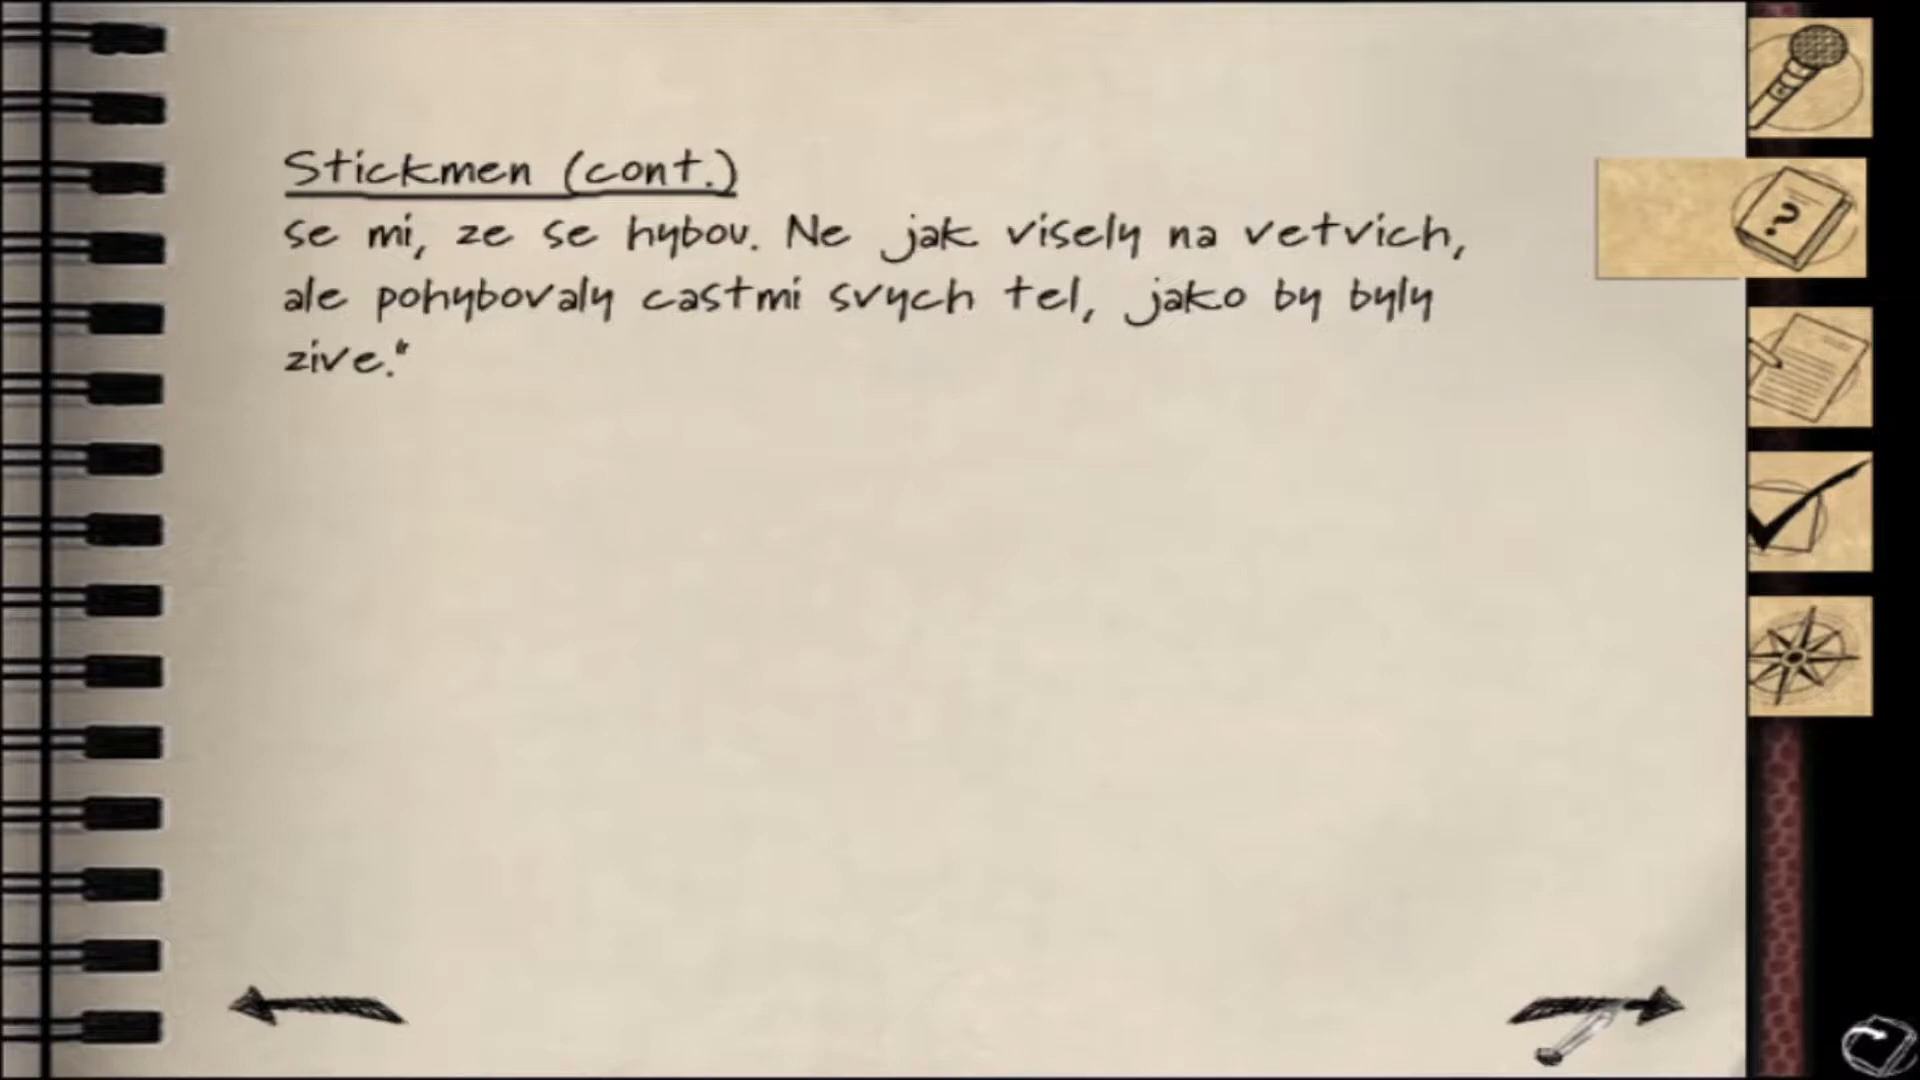 Stickmen (cont.)
se mi, ze se hybou. Ne jak visely na vetvich,
ale pohybovaly castmi svych tel, jako by byly
zive.“
?